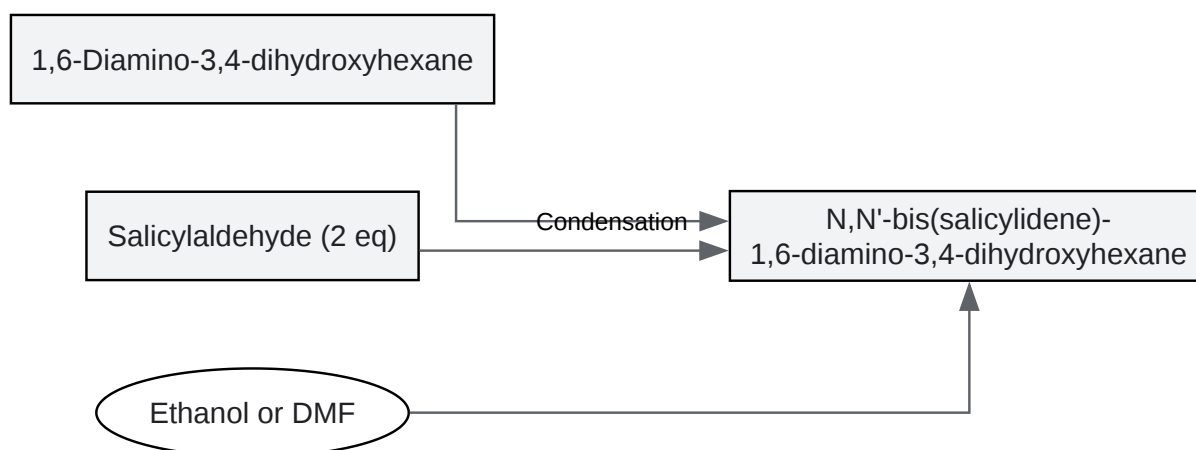 1,6-Diamino-3,4-dihydroxyhexane
Salicylaldehyde (2 eq)
Condensation
N,N'-bis(salicylidene)-
1,6-diamino-3,4-dihydroxyhexane
Ethanol or DMF